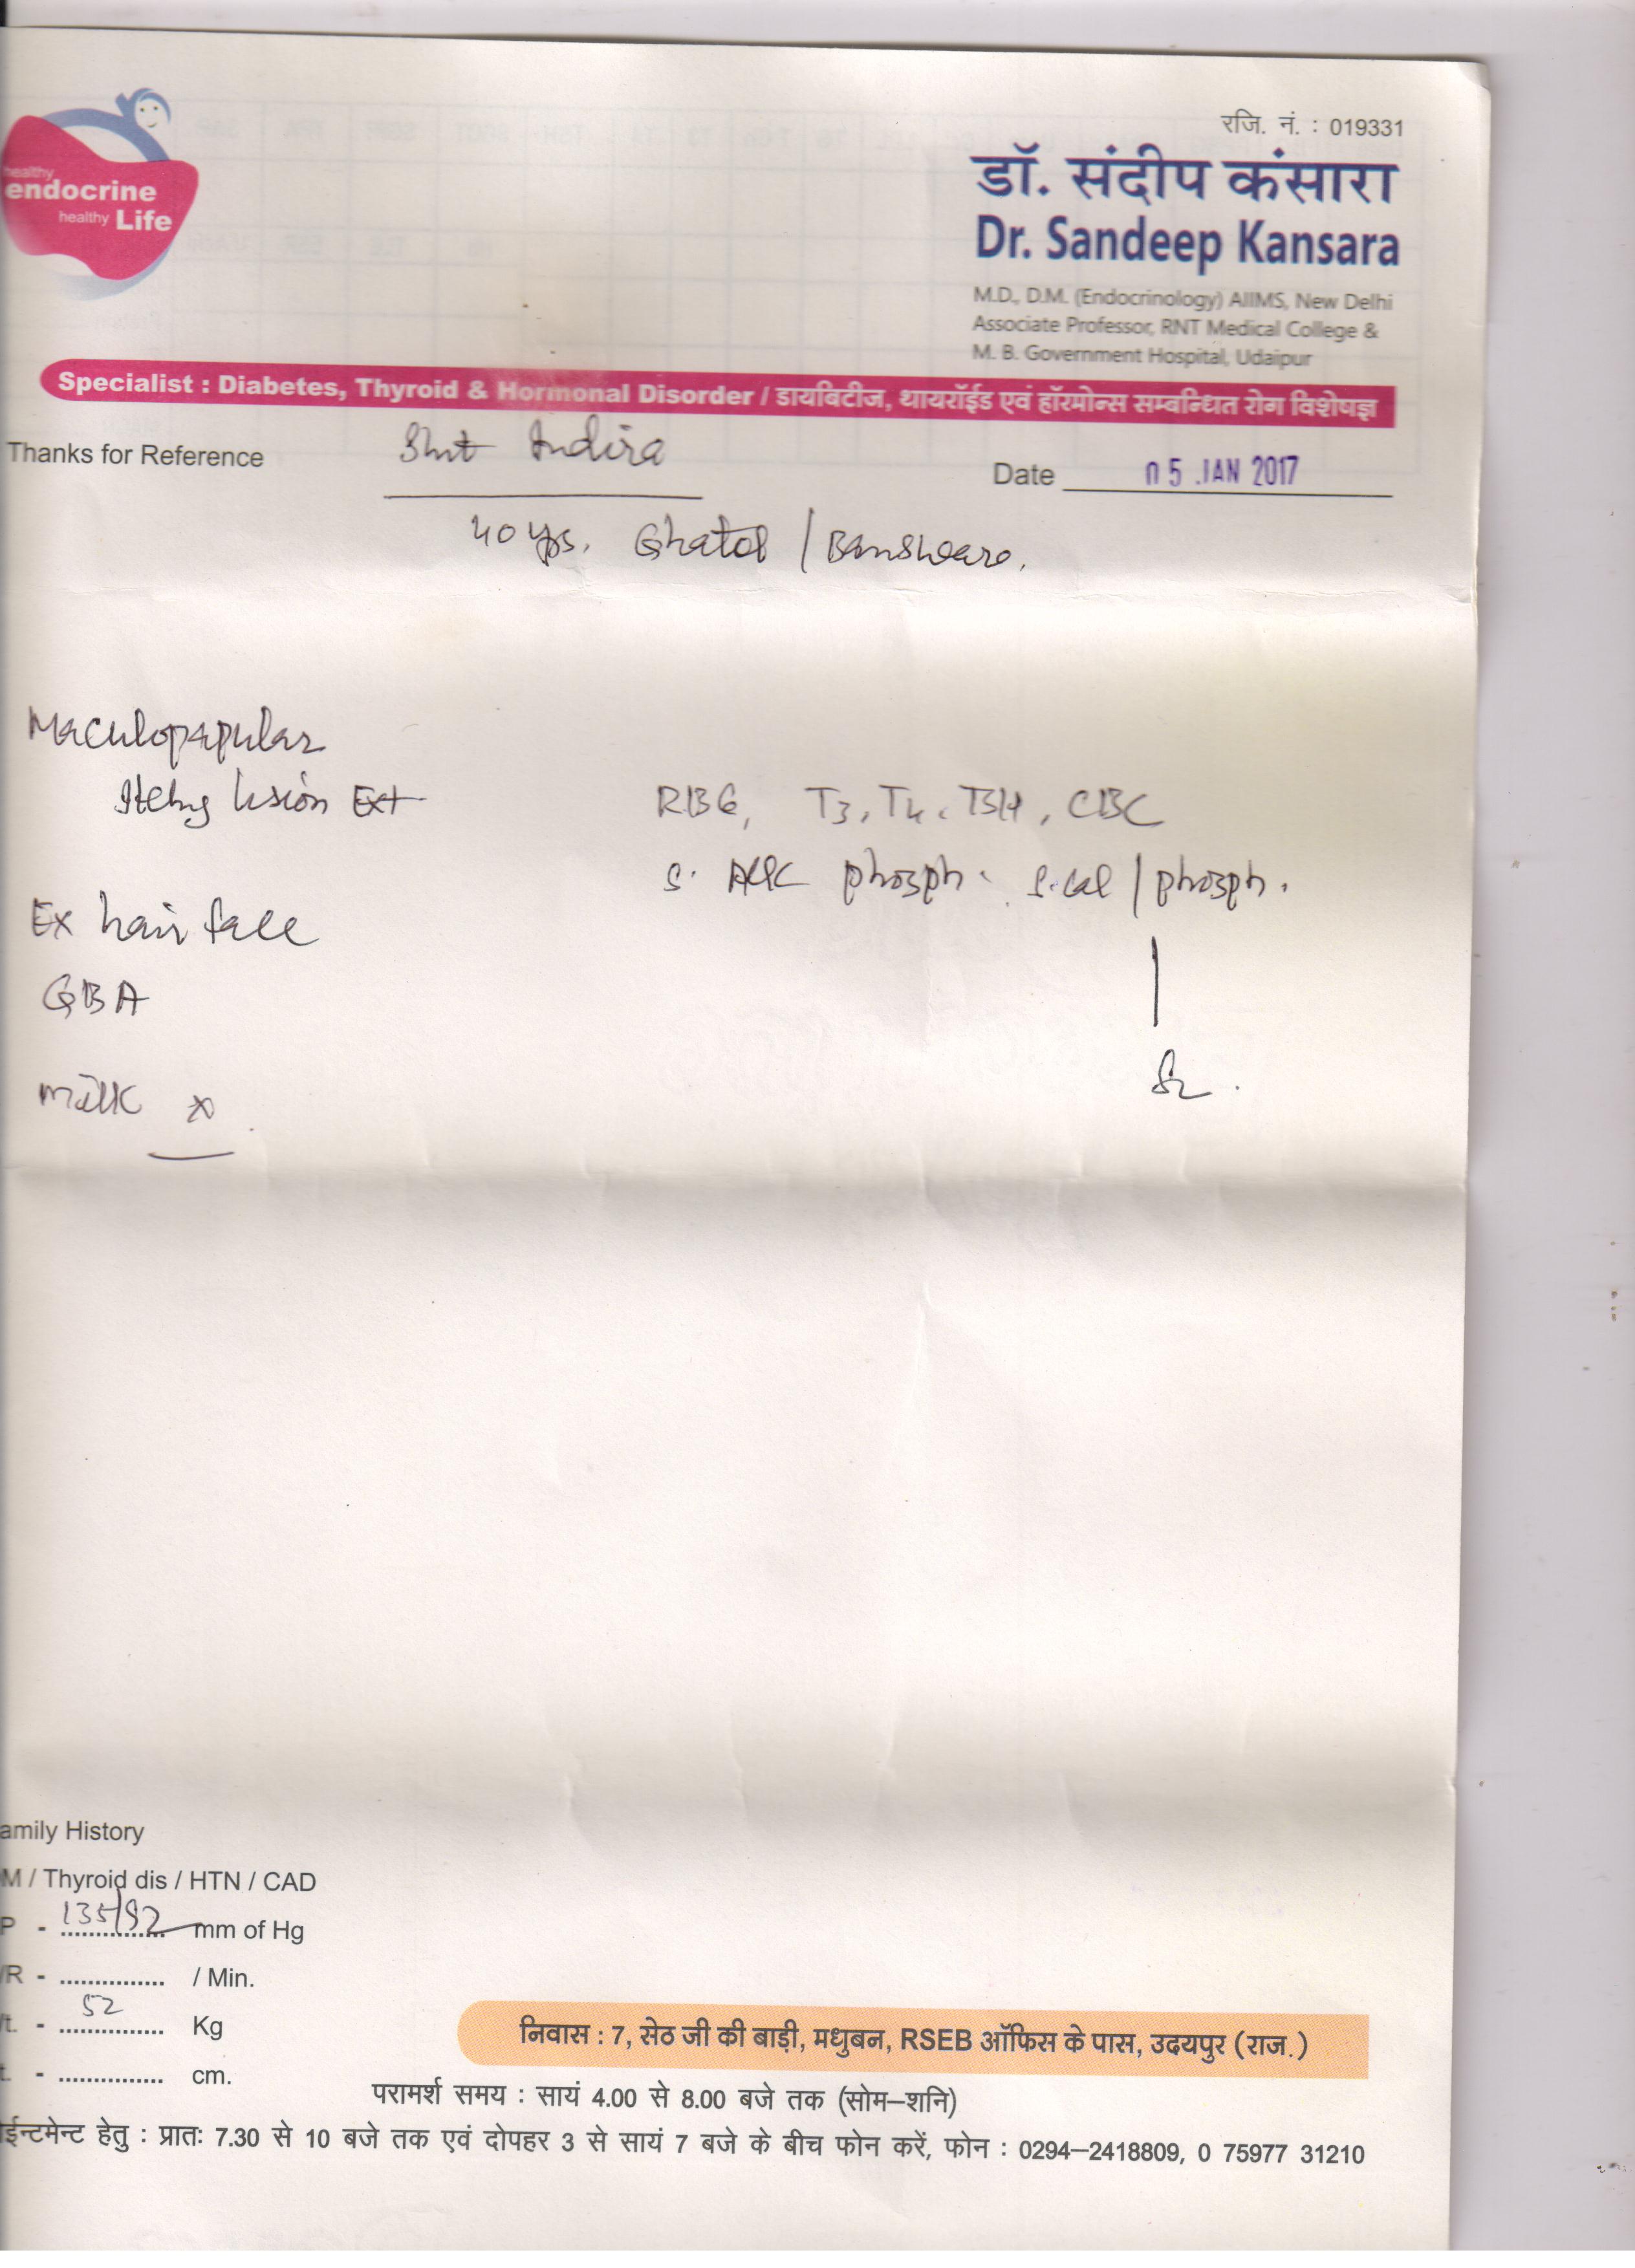 healthy
endocrine
healthy Life
रजि. नं. : 019331
डॉ. संदीप कंसारा
Dr. Sandeep Kansara
M.D., D.M. (Endocrinology) AIIMS, New Delhi
Associate Professor, RNT Medical College &
M. B. Government Hospital, Udaipur
Specialist : Diabetes, Thyroid & Hormonal Disorder / डायबिटीज, थायरॉईड एवं हॉरमोन्स सम्बन्धित रोग विशेषज्ञ
Thanks for Reference Smt Indira
Date 05 JAN 2017
40 yrs. Ghatol / Banswara.
Maculopapular
Itching lesion Ext
RBG, T3, T4, TSH, CBC
S. Alk phosph. S. Cal / phosph.
Ex hair fall
GBA
milk x
amily History
M / Thyroid dis / HTN / CAD
P - 135/92 mm of Hg
/R - ............... / Min.
/t. - 52 Kg
t. - ............... cm.
निवास : 7, सेठ जी की बाड़ी, मधुबन, RSEB ऑफिस के पास, उदयपुर (राज.)
परामर्श समय : सायं 4.00 से 8.00 बजे तक (सोम–शनि)
ईन्टमेन्ट हेतु : प्रातः 7.30 से 10 बजे तक एवं दोपहर 3 से सायं 7 बजे के बीच फोन करें, फोन : 0294–2418809, 0 75977 31210